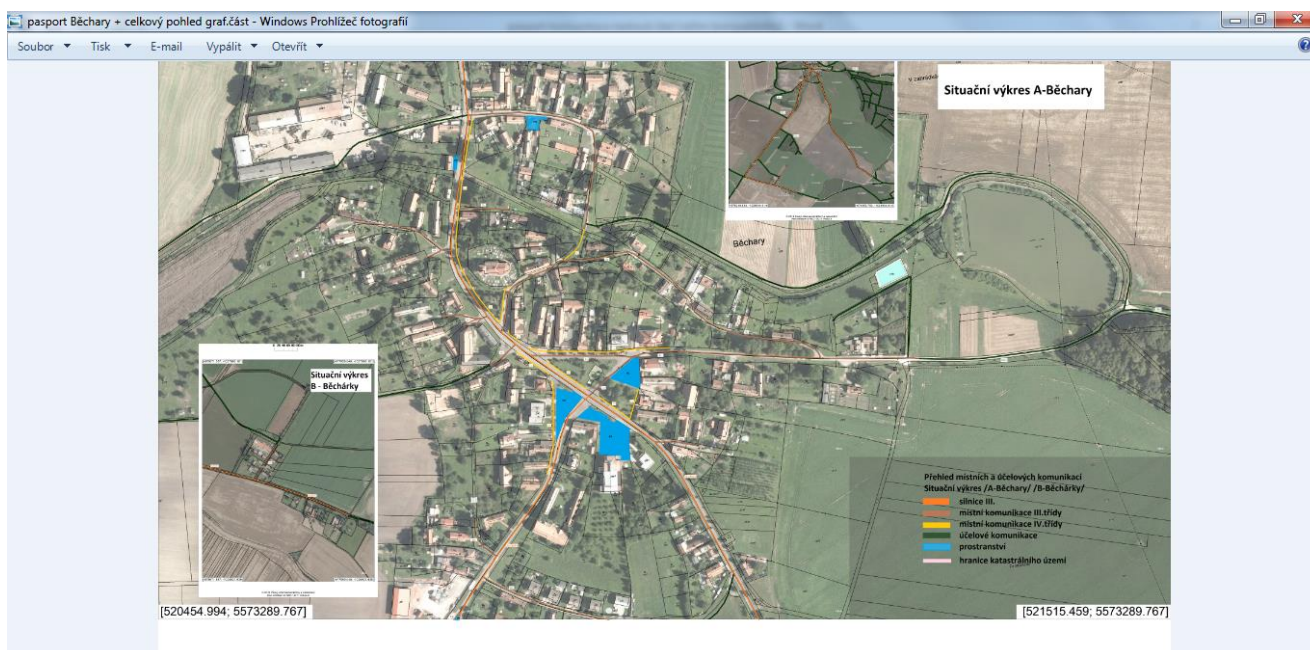 pasport Běchary + celkový pohled graf.část - Windows Prohlížeč fotografií
Soubor Tisk E-mail Vypálit Otevřít
Situační výkres A-Běchary
Běchary
Situační výkres
B - Běchárky
Přehled místních a účelových komunikací
Situační výkres /A-Běchary/ /B-Běchárky/
silnice III.
místní komunikace III.třídy
místní komunikace IV.třídy
účelové komunikace
prostranství
hranice katastrálního území
[520454.994; 5573289.767]
[521515.459; 5573289.767]